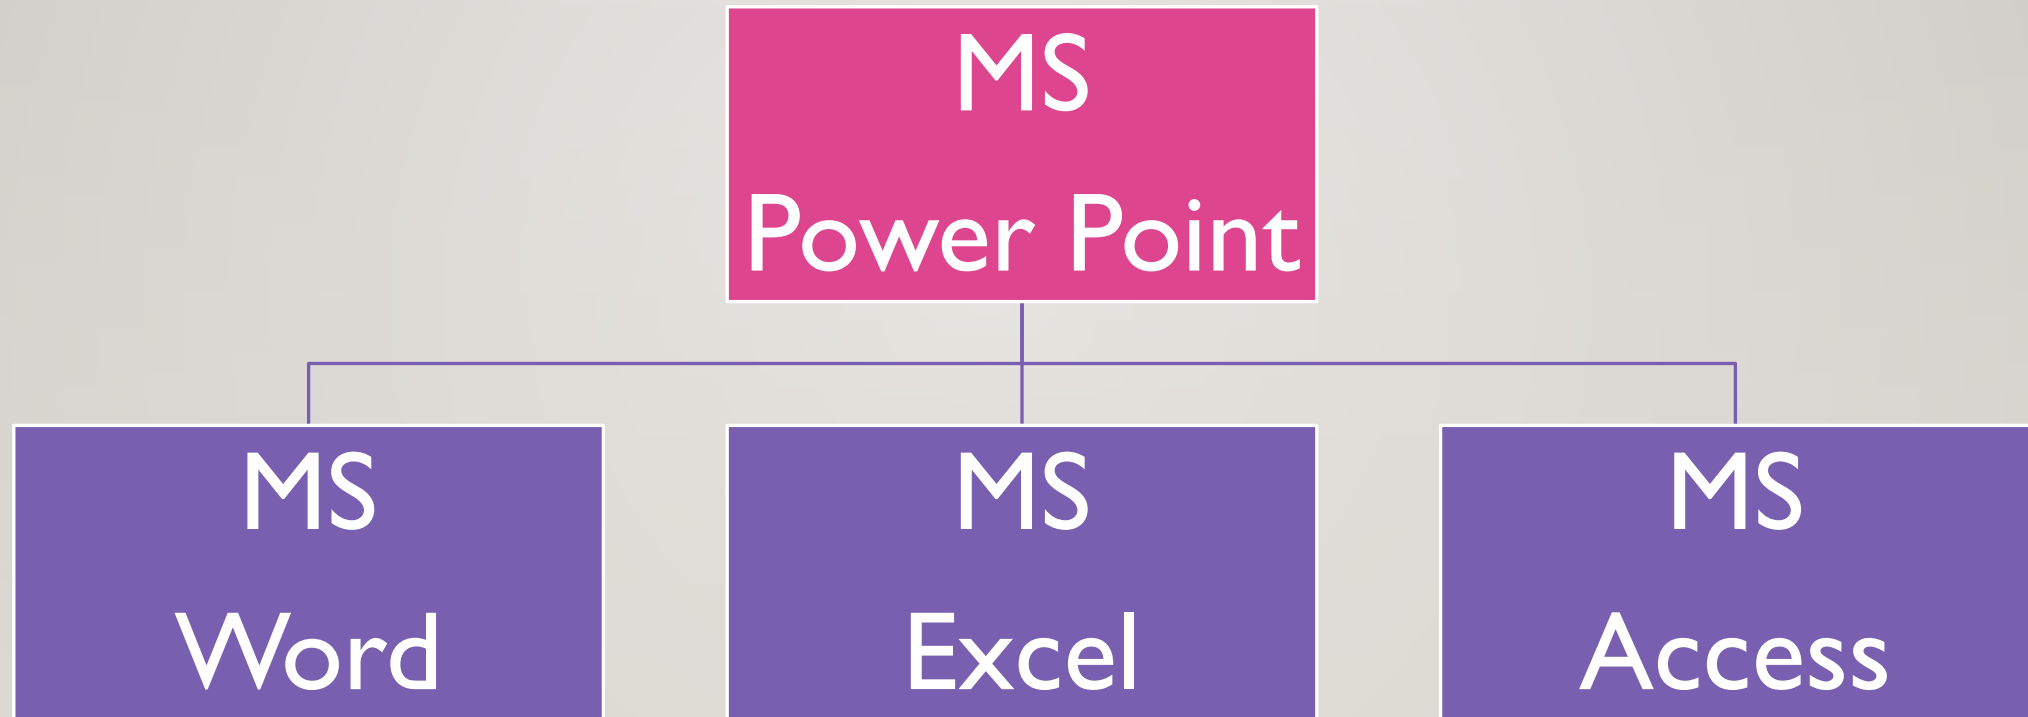 MS
Power Point
MS
Word
MS
Excel
MS
Access